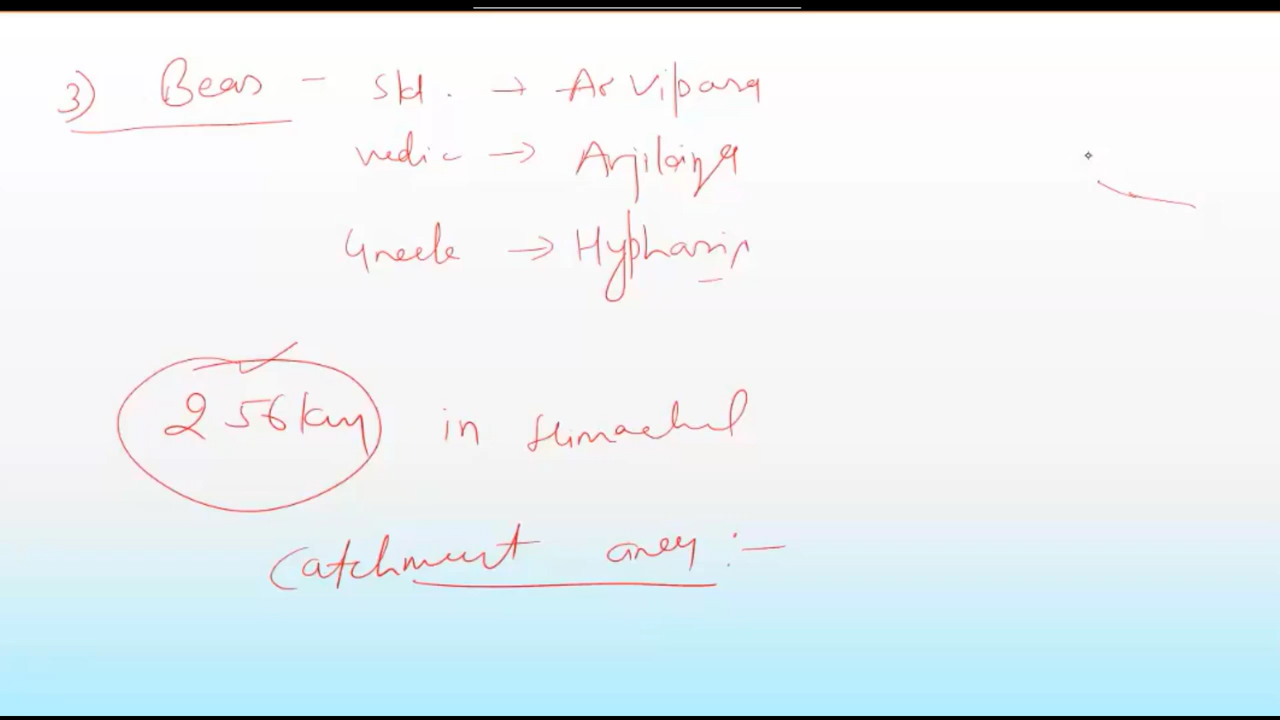 3) Beas - Skt. → Ar Vipasa
Vedic → Arjikiya
Greek → Hyphasis
256 km in Himachal
Catchment area :-